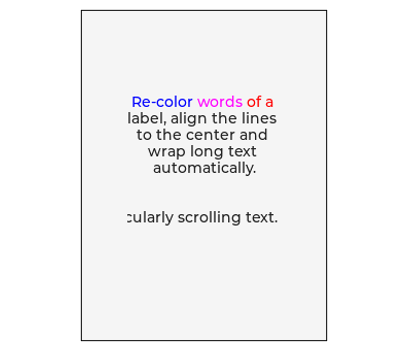 Re-color words of a
label, align the lines
to the center and
wrap long text
automatically.
cularly scrolling text.